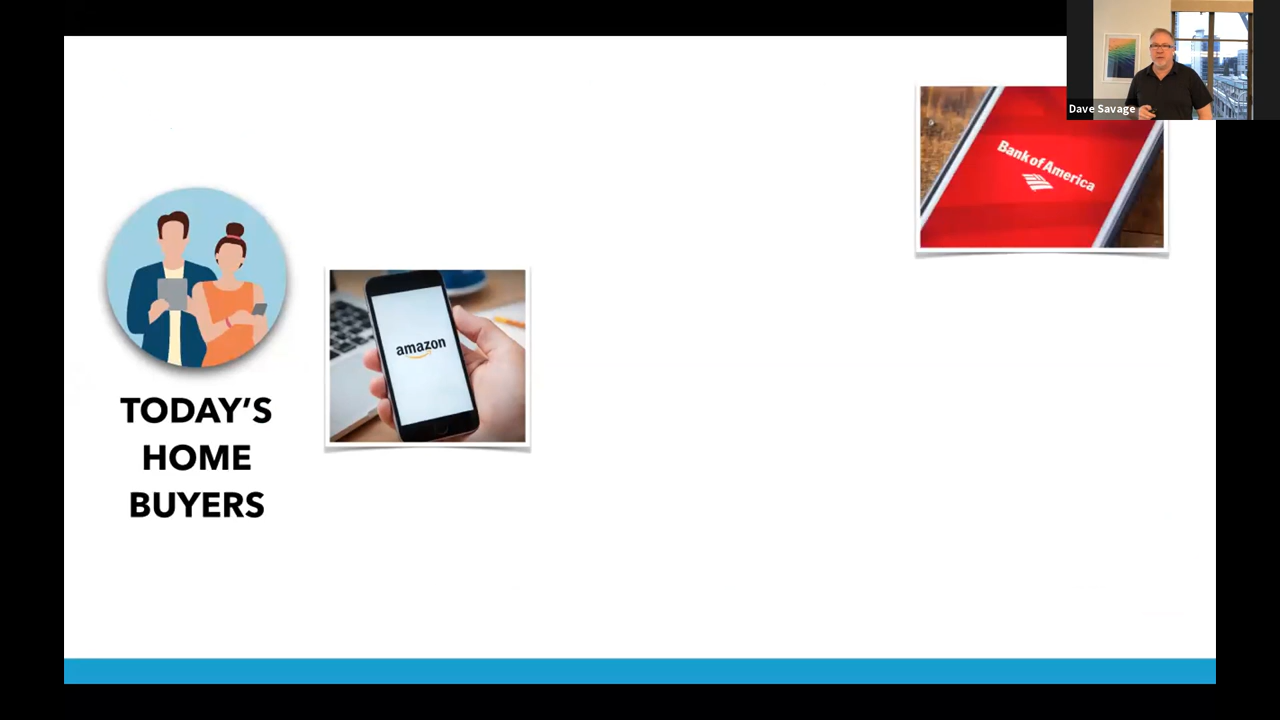 Dave Savage
Bank of America
amazon
TODAY'S
HOME
BUYERS